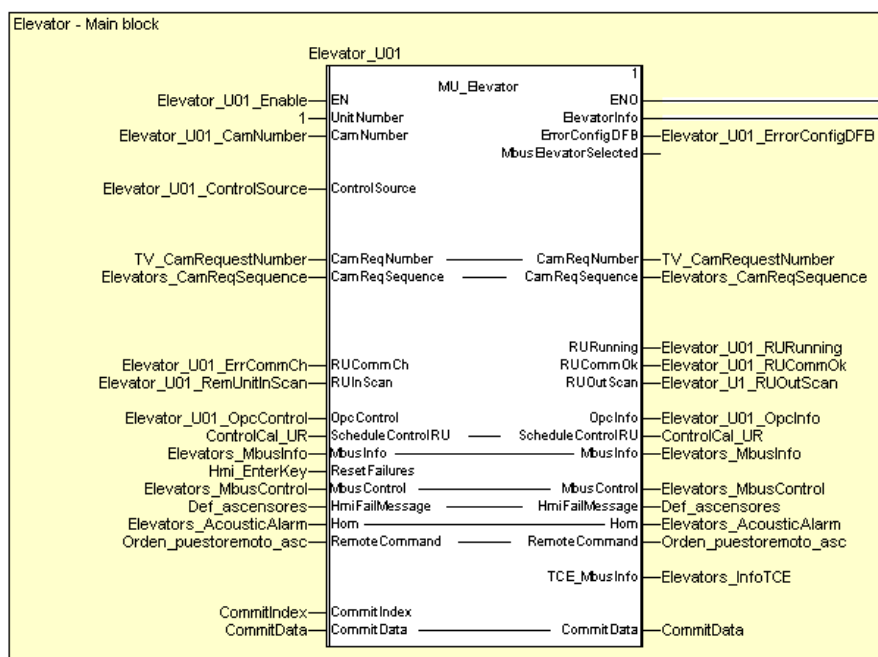 Elevator - Main block
Elevator_U01
1
MU_Elevator
Elevator_U01_Enable EN ENO
1 UnitNumber ElevatorInfo
Elevator_U01_CamNumber CamNumber ErrorConfigDFB Elevator_U01_ErrorConfigDFB
MbusElevatorSelected
Elevator_U01_ControlSource ControlSource
TV_CamRequestNumber CamReqNumber CamReqNumber TV_CamRequestNumber
Elevators_CamReqSequence CamReqSequence CamReqSequence Elevators_CamReqSequence
RURunning Elevator_U01_RURunning
Elevator_U01_ErrCommCh RUCommCh RUCommOk Elevator_U01_RUCommOk
Elevator_U01_RemUnitInScan RUInScan RUOutScan Elevator_U1_RUOutScan
Elevator_U01_OpcControl OpcControl OpcInfo Elevator_U01_OpcInfo
ControlCal_UR ScheduleControlRU ScheduleControlRU ControlCal_UR
Elevators_MbusInfo MbusInfo MbusInfo Elevators_MbusInfo
Hmi_EnterKey ResetFailures
Elevators_MbusControl MbusControl MbusControl Elevators_MbusControl
Def_ascensores HmiFailMessage HmiFailMessage Def_ascensores
Elevators_AcousticAlarm Horn Horn Elevators_AcousticAlarm
Orden_puestoremoto_asc RemoteCommand RemoteCommand Orden_puestoremoto_asc
TCE_MbusInfo Elevators_InfoTCE
CommitIndex CommitIndex
CommitData CommitData CommitData CommitData